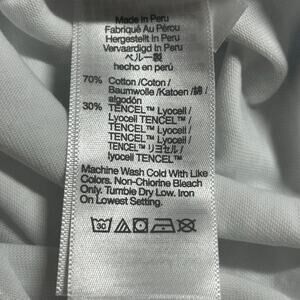 Made in Peru
Fabriqué Au Pérou
Hergestellt In Peru
Vervaardigd In Peru
ペルー製
hecho en perú
70% Cotton /Coton /
Baumwolle /Katoen /綿 /
algodón
30% TENCEL™ Lyocell /
Lyocell TENCEL™ /
TENCEL™ Lyocell /
TENCEL™ Lyocell /
TENCEL™ リヨセル /
lyocell TENCEL™
Machine Wash Cold With Like
Colors. Non-Chlorine Bleach
Only. Tumble Dry Low. Iron
On Lowest Setting.
30